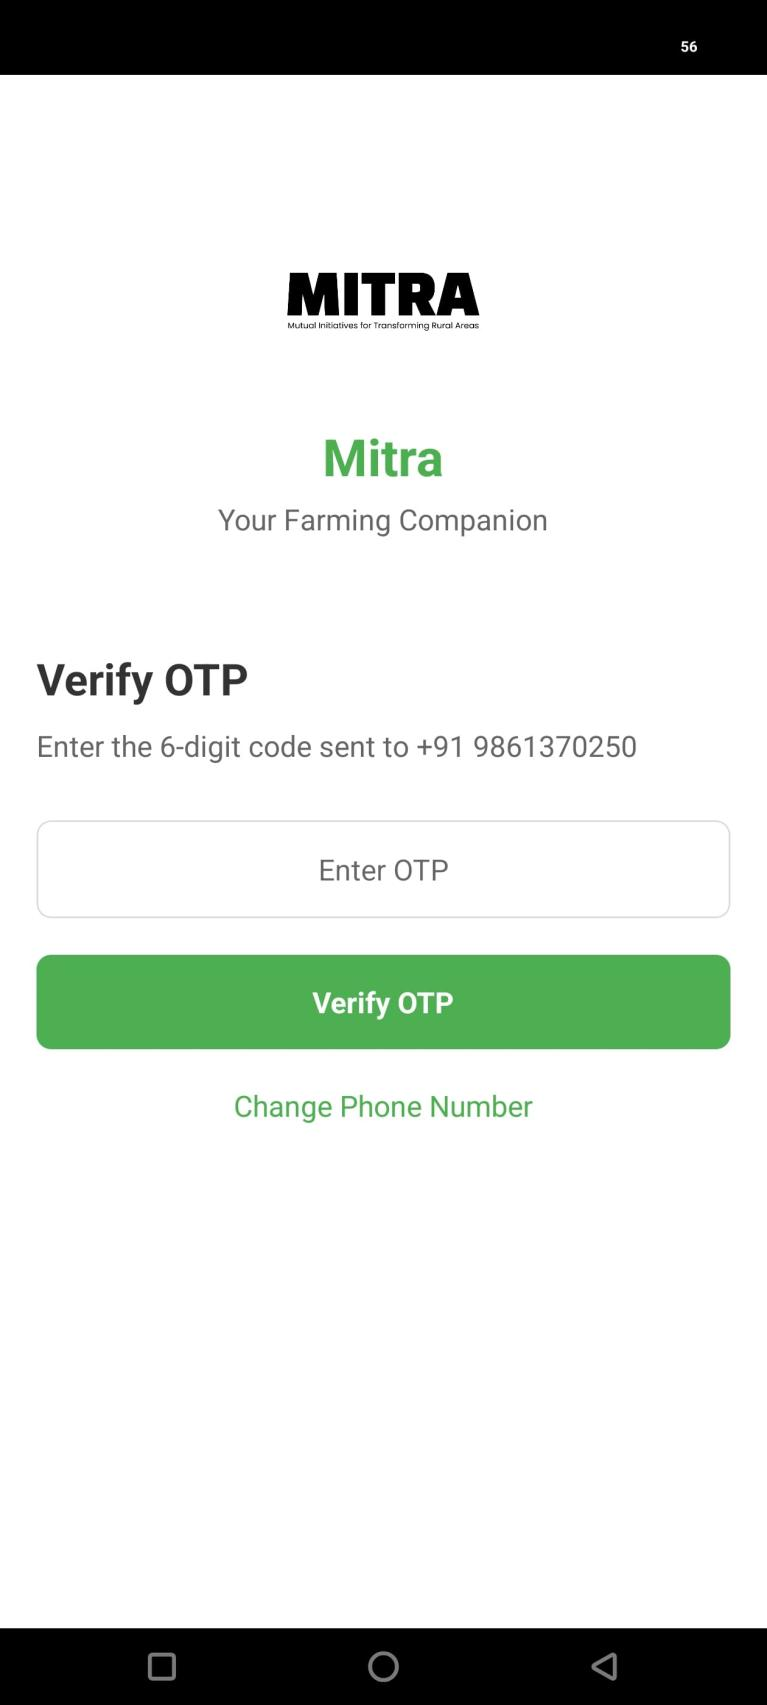 56
MITRA
Mutual Initiatives for Transforming Rural Areas
Mitra
Your Farming Companion
Verify OTP
Enter the 6-digit code sent to +91 9861370250
Enter OTP
Verify OTP
Change Phone Number